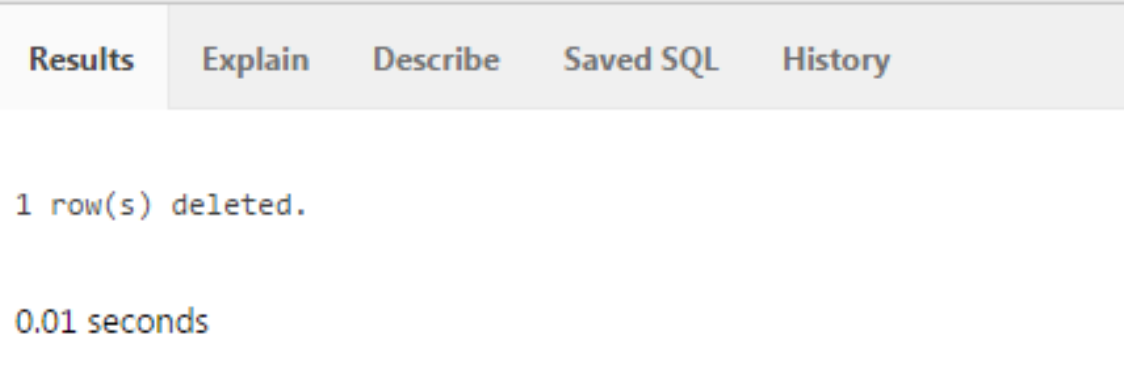 Results Explain Describe Saved SQL History
1 row(s) deleted.
0.01 seconds